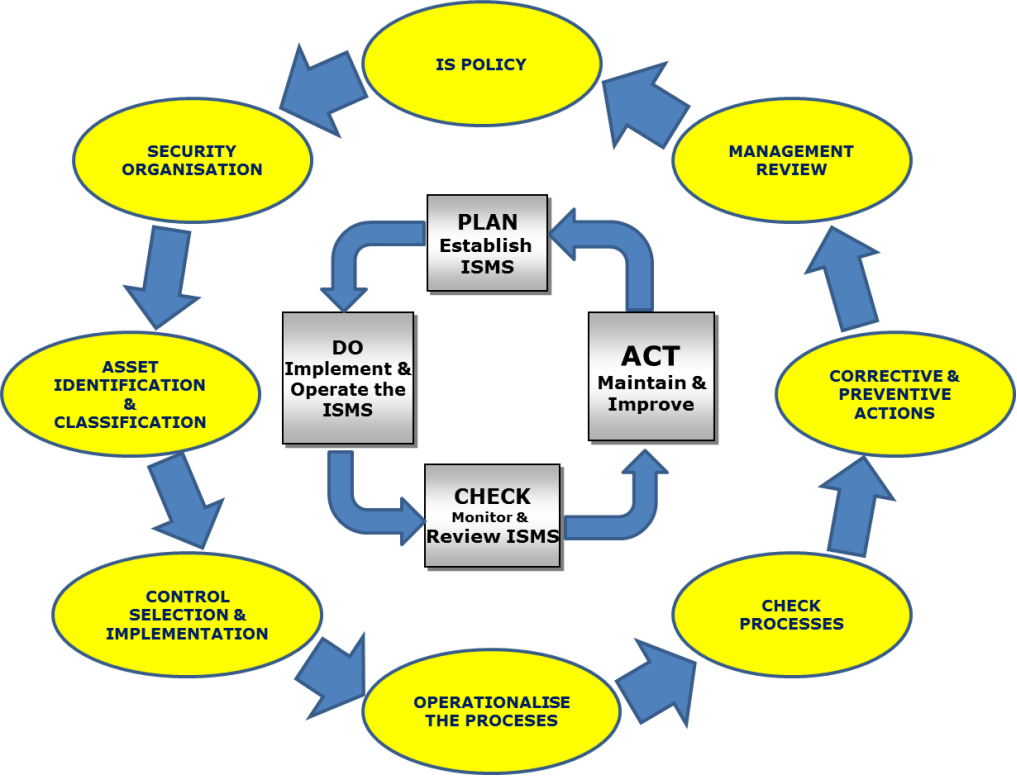 IS POLICY
SECURITY
ORGANISATION
MANAGEMENT
REVIEW
PLAN
Establish
ISMS
DO
Implement &
Operate the
ISMS
ACT
Maintain &
Improve
ASSET
IDENTIFICATION
&
CLASSIFICATION
CORRECTIVE &
PREVENTIVE
ACTIONS
CHECK
Monitor &
Review ISMS
CONTROL
SELECTION &
IMPLEMENTATION
CHECK
PROCESSES
OPERATIONALISE
THE PROCESES